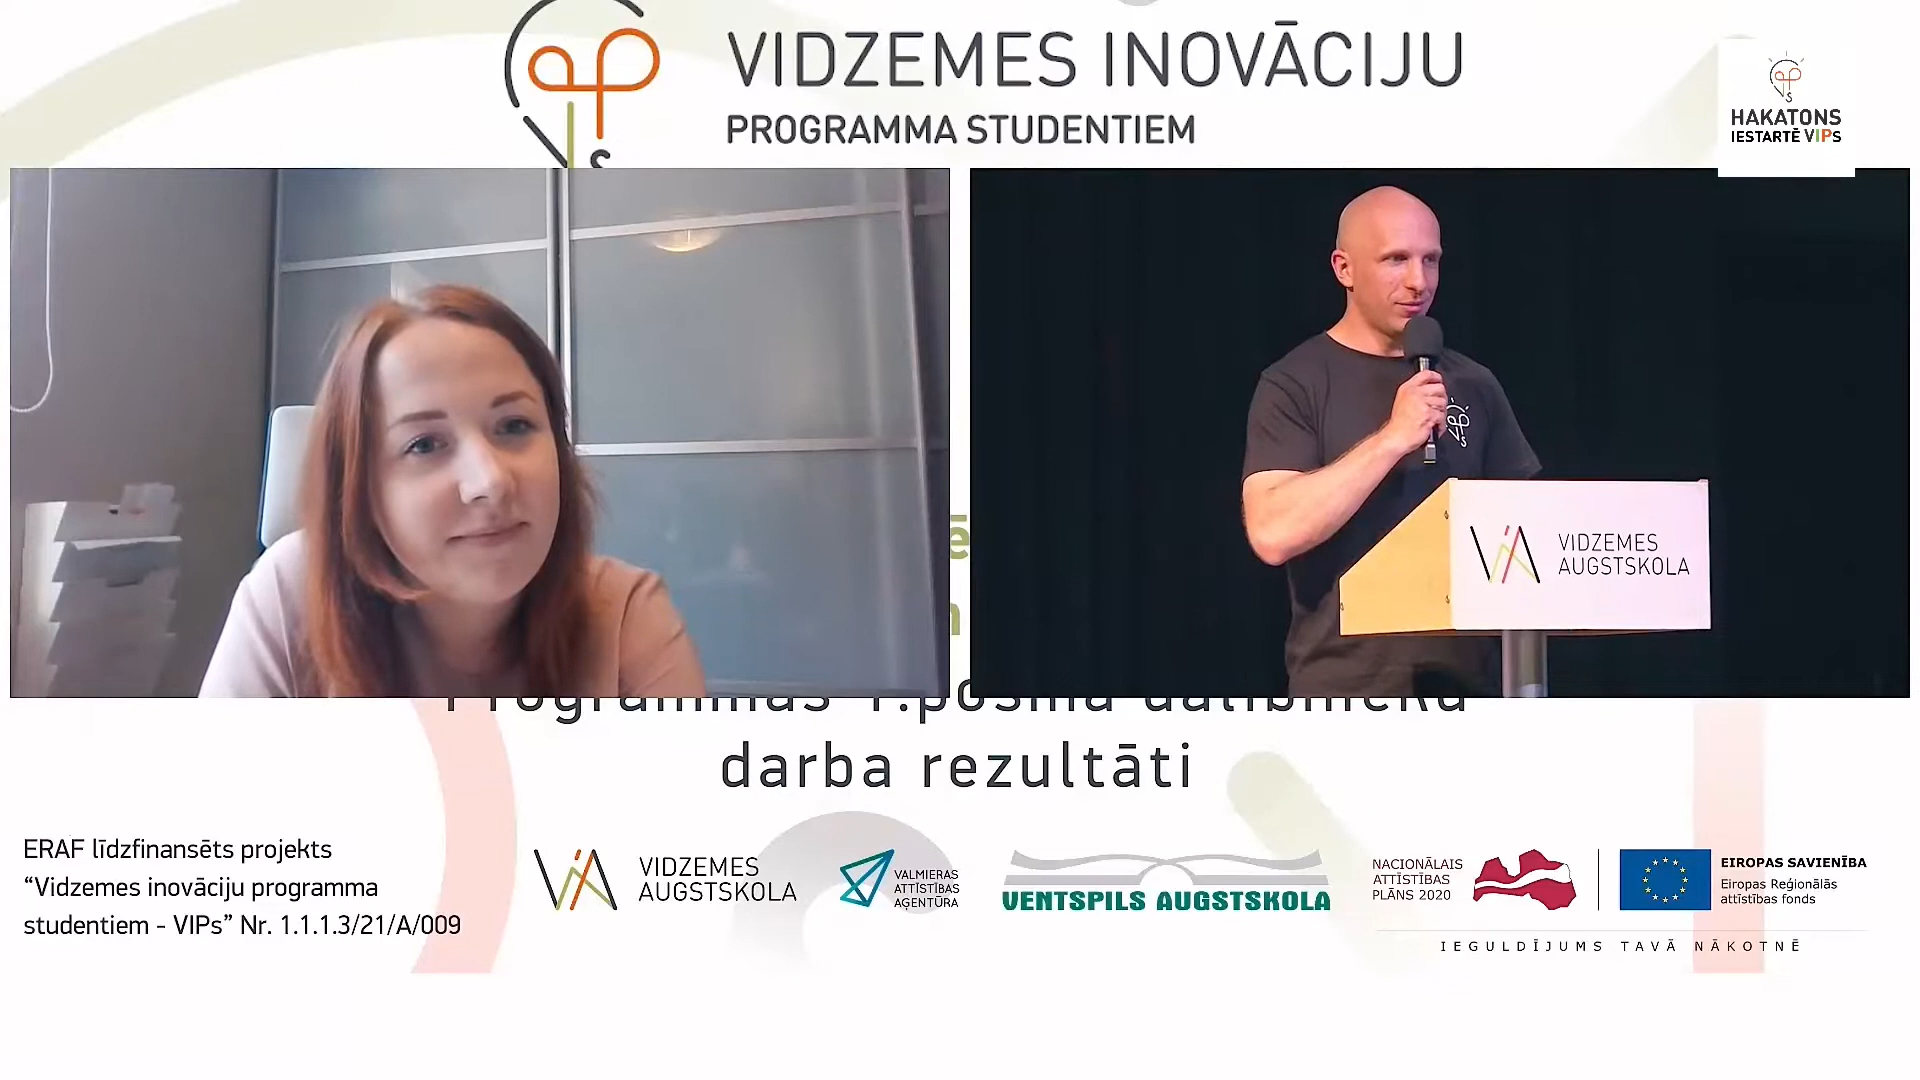 VIDZEMES INOVĀCIJU
PROGRAMMA STUDENTIEM
HAKATONS
IESTARTĒ VIPs
VIDZEMES
AUGSTSKOLA
darba rezultāti
ERAF līdzfinansēts projekts
“Vidzemes inovāciju programma
studentiem - VIPs” Nr. 1.1.1.3/21/A/009
VIA
VIDZEMES
AUGSTSKOLA
VALMIERAS
ATTĪSTĪBAS
AĢENTŪRA
VENTSPILS AUGSTSKOLA
NACIONĀLAIS
ATTĪSTĪBAS
PLĀNS 2020
EIROPAS SAVIENĪBA
Eiropas Reģionālās
attīstības fonds
IEGULDĪJUMS TAVĀ NĀKOTNĒ